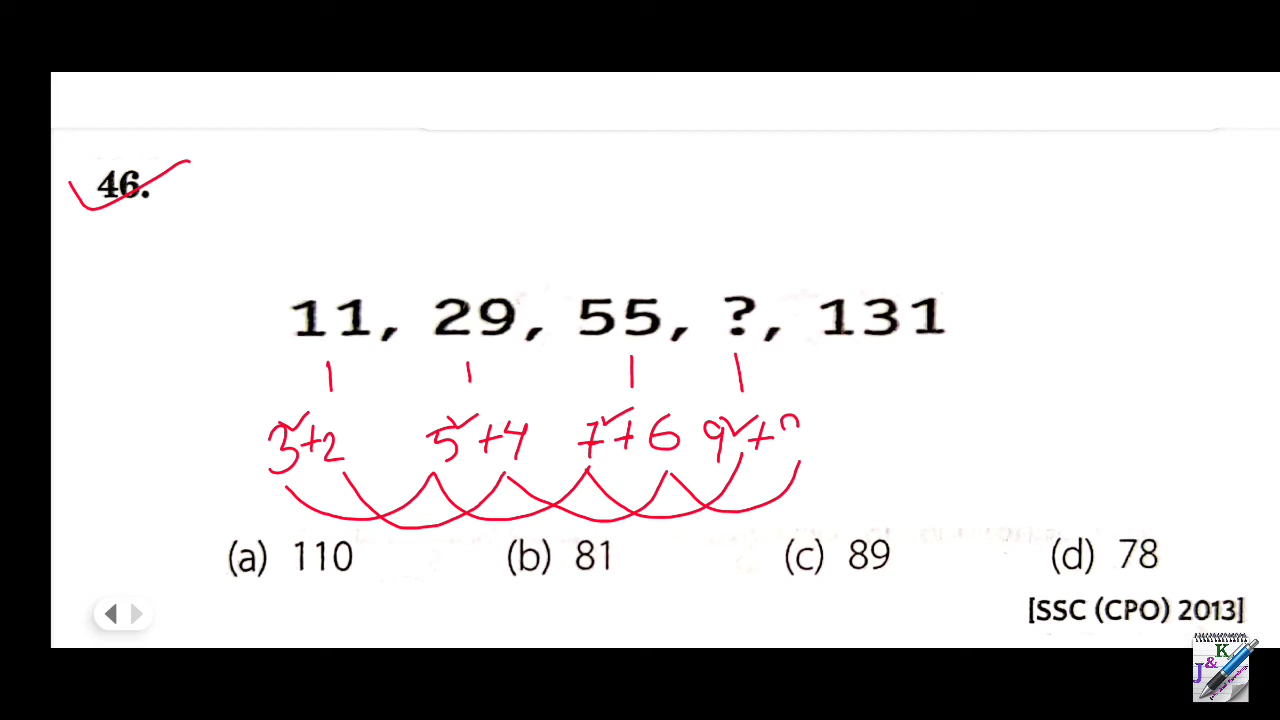 46.
11, 29, 55, ?, 131
3²+2 5²+4 7²+6 9²+
(a) 110 (b) 81 (c) 89 (d) 78
[SSC (CPO) 2013]
J & K